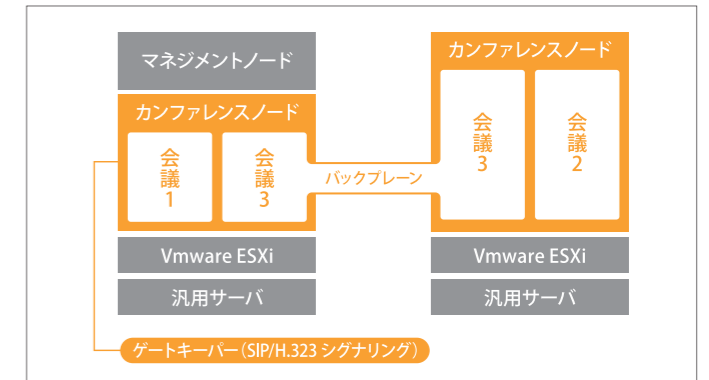 マネジメントノード
カンファレンスノード
会議1
会議3
Vmware ESXi
汎用サーバ
バックプレーン
カンファレンスノード
会議3
会議2
Vmware ESXi
汎用サーバ
ゲートキーパー(SIP/H.323 シグナリング)